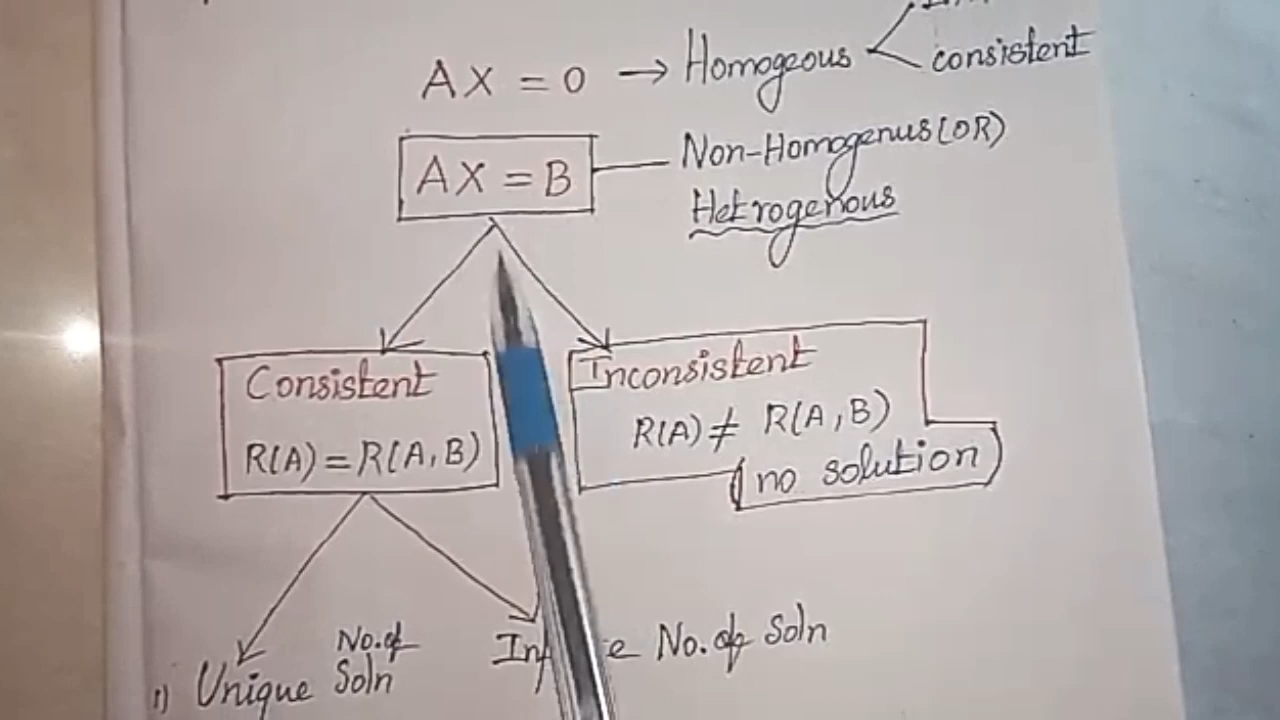 AX = 0 → Homogeous
consistent
AX = B
Non-Homogenus (OR)
Hetrogenous
Consistent
R(A) = R(A, B)
Inconsistent
R(A) ≠ R(A, B)
(no solution)
1) Unique No. of Soln
No. of Soln